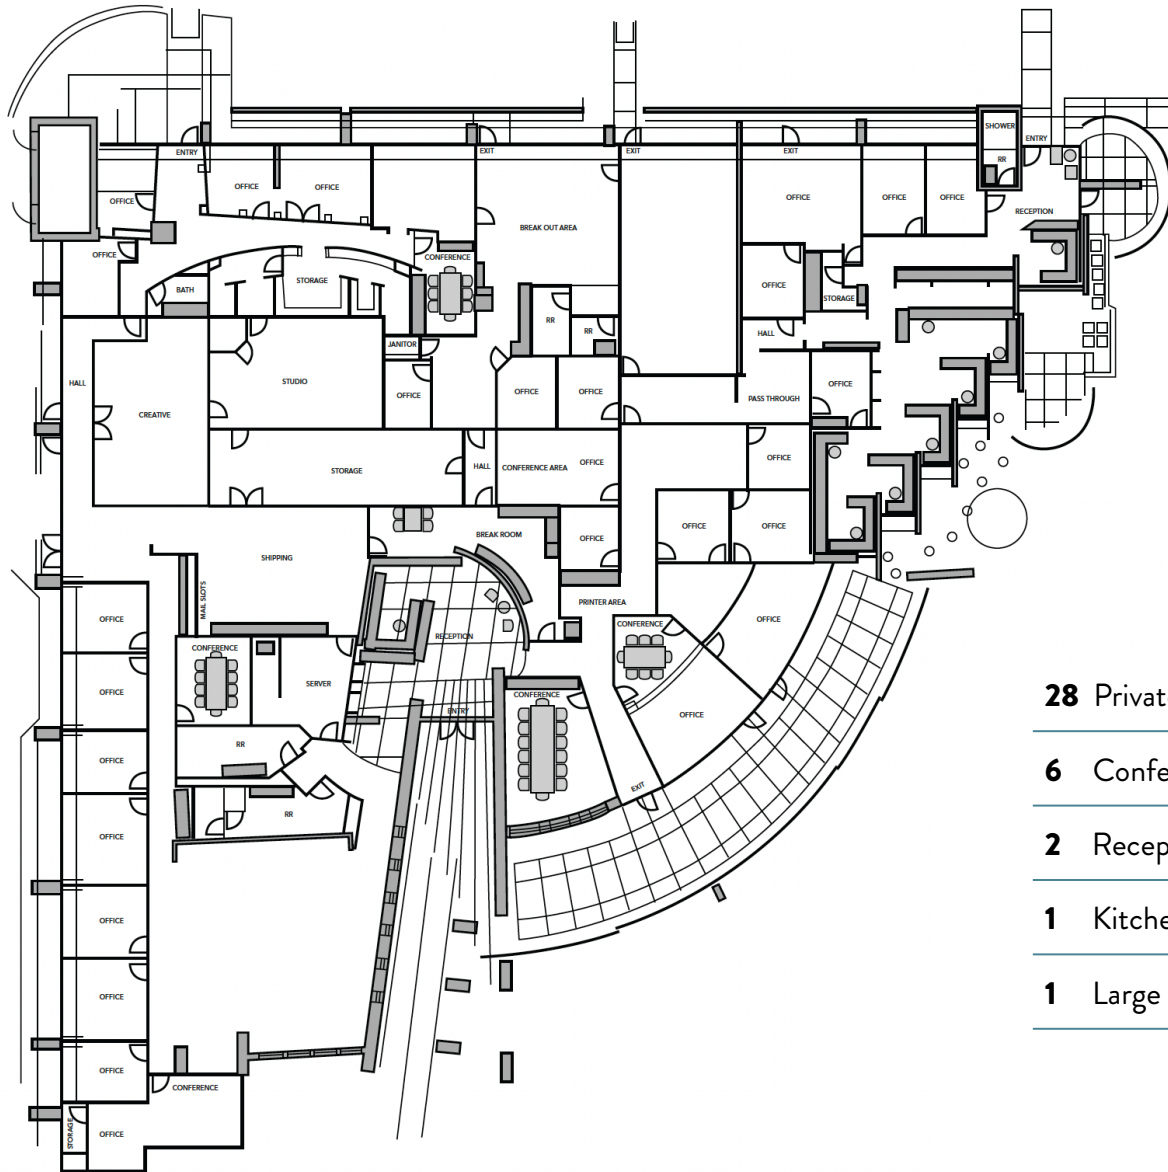 SHOWER
ENTRY
ENTRY
EXIT
EXIT
EXIT
RR
OFFICE
OFFICE
OFFICE
OFFICE
OFFICE
OFFICE
RECEPTION
BREAK OUT AREA
OFFICE
CONFERENCE
STORAGE
OFFICE
BATH
STORAGE
RR
RR
HALL
JANITOR
HALL
STUDIO
OFFICE
OFFICE
OFFICE
OFFICE
PASS THROUGH
CREATIVE
OFFICE
STORAGE
HALL
CONFERENCE AREA
OFFICE
OFFICE
OFFICE
BREAK ROOM
OFFICE
SHIPPING
MAIL SLOTS
PRINTER AREA
OFFICE
OFFICE
CONFERENCE
RECEPTION
CONFERENCE
SERVER
OFFICE
CONFERENCE
ENTRY
OFFICE
RR
OFFICE
EXIT
RR
OFFICE
OFFICE
OFFICE
OFFICE
CONFERENCE
STORAGE
OFFICE
28 Private
6 Confe
2 Recep
1 Kitche
1 Large